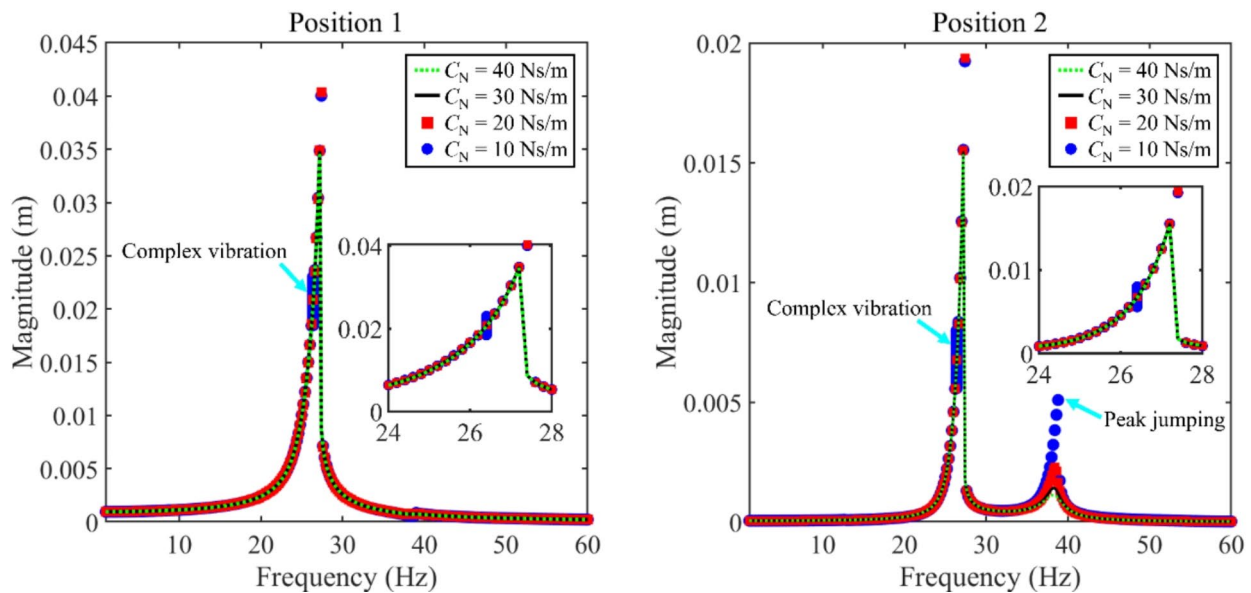 Position 1
0.045
0.04
0.035
0.03
0.025
0.02
0.015
0.01
0.005
0
Magnitude (m)
C_N = 40 Ns/m
C_N = 30 Ns/m
C_N = 20 Ns/m
C_N = 10 Ns/m
Complex vibration
0.04
0.02
0
24 26 28
10 20 30 40 50 60
Frequency (Hz)
Position 2
0.02
0.015
0.01
0.005
0
Magnitude (m)
C_N = 40 Ns/m
C_N = 30 Ns/m
C_N = 20 Ns/m
C_N = 10 Ns/m
0.02
0.01
0
24 26 28
Complex vibration
Peak jumping
10 20 30 40 50 60
Frequency (Hz)